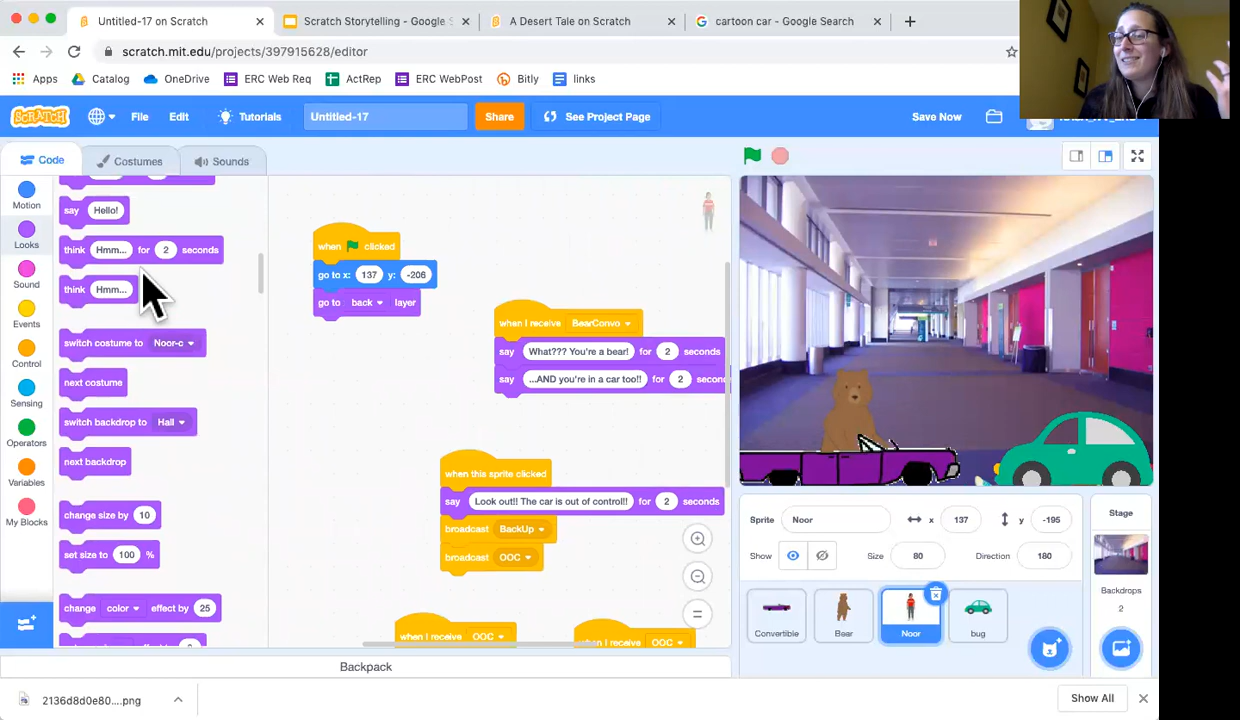 Untitled-17 on Scratch
Scratch Storytelling - Google S
A Desert Tale on Scratch
cartoon car - Google Search
scratch.mit.edu/projects/397915628/editor
Apps
Catalog
OneDrive
ERC Web Req
ActRep
ERC WebPost
Bitly
links
SCRATCH
File
Edit
Tutorials
Untitled-17
Share
See Project Page
Save Now
Code
Costumes
Sounds
Motion
Looks
Sound
Events
Control
Sensing
Operators
Variables
My Blocks
say Hello!
think Hmm... for 2 seconds
think Hmm...
switch costume to Noor-c
next costume
switch backdrop to Hall
next backdrop
change size by 10
set size to 100 %
change color effect by 25
when clicked
go to x: 137 y: -206
go to back layer
when I receive BearConvo
say What??? You're a bear! for 2 seconds
say ...AND you're in a car too!! for 2 second
when this sprite clicked
say Look out!! The car is out of control!! for 2 seconds
broadcast BackUp
broadcast OOC
when I receive OOC
when I receive OOC
Backpack
Sprite Noor x 137 y -195
Show Size 80 Direction 180
Convertible
Bear
Noor
bug
Stage
Backdrops
2
2136d8d0e80....png
Show All